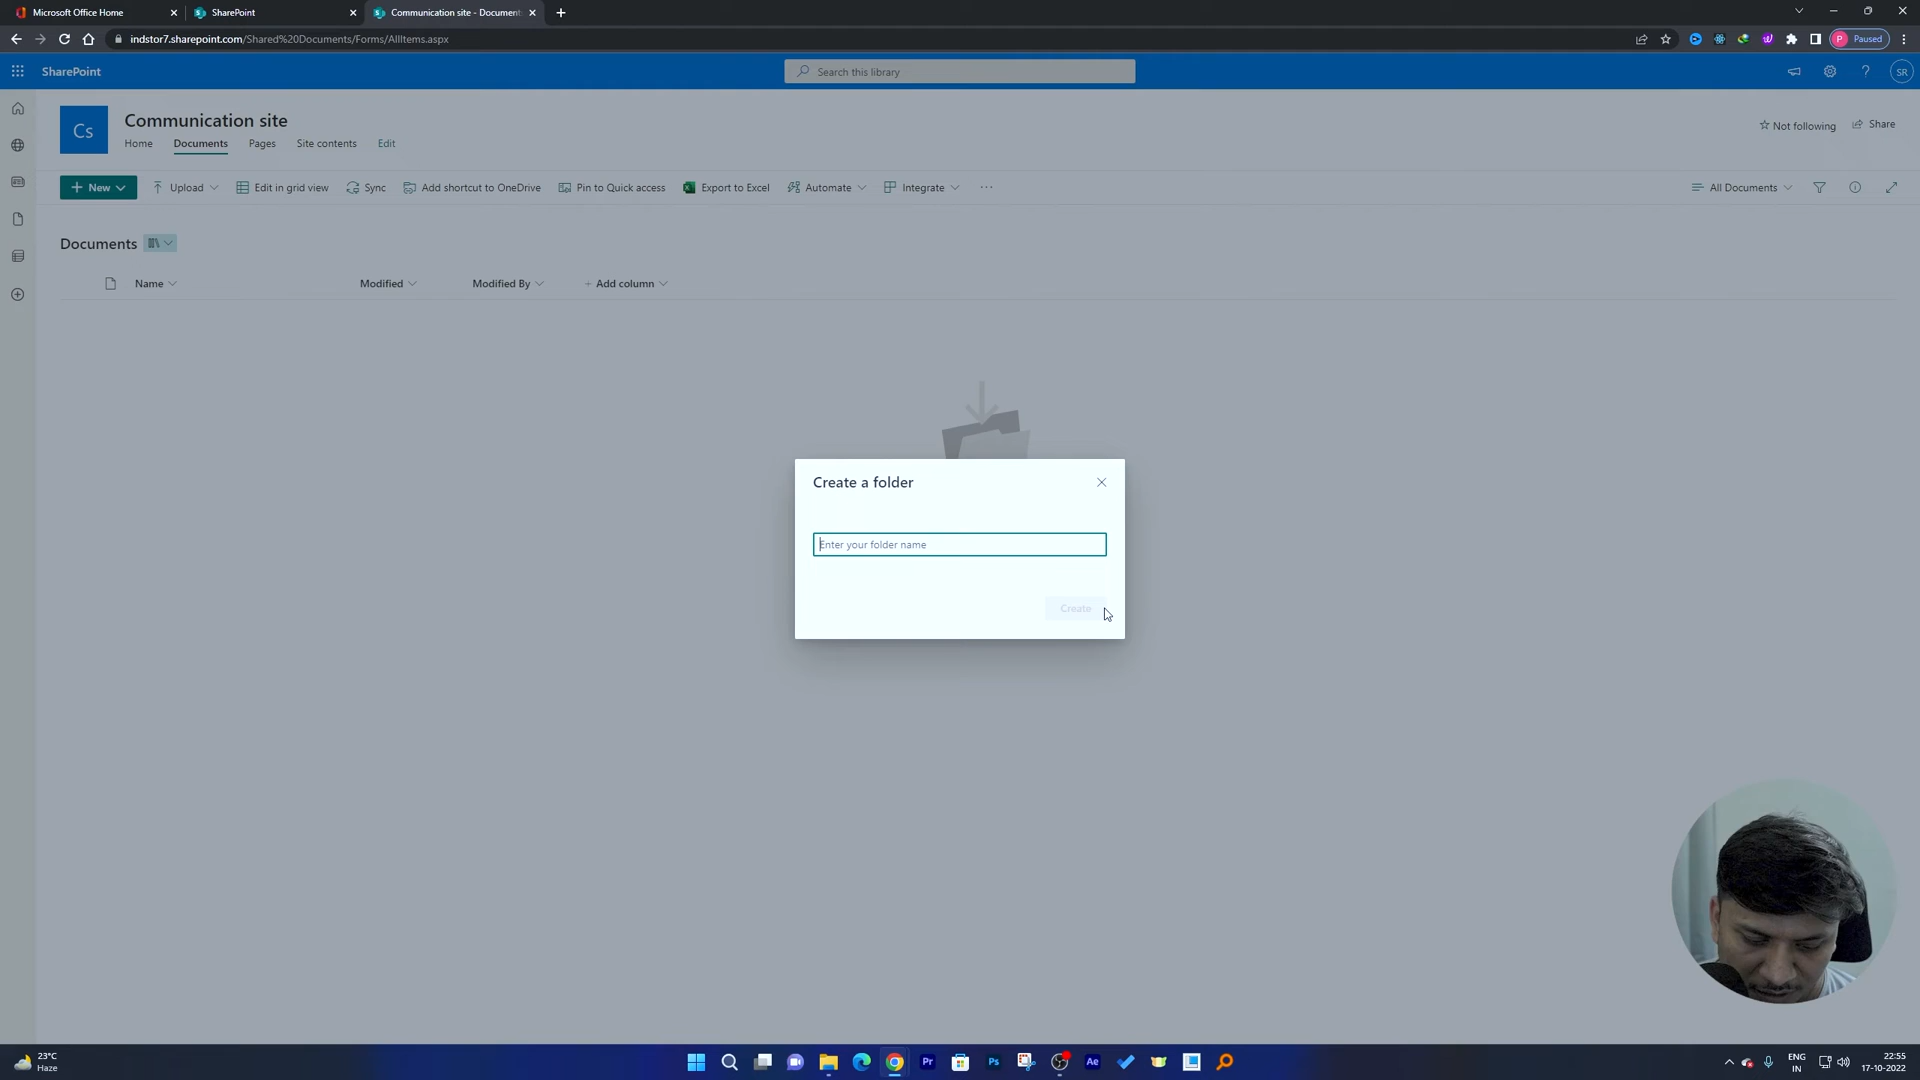 Microsoft Office Home
SharePoint
Communication site - Document
indstor7.sharepoint.com/Shared%20Documents/Forms/AllItems.aspx
P Paused
SharePoint
Search this library
SR
Cs
Communication site
Home Documents Pages Site contents Edit
Not following
Share
New
Upload
Edit in grid view
Sync
Add shortcut to OneDrive
Pin to Quick access
Export to Excel
Automate
Integrate
All Documents
Documents
Name
Modified
Modified By
+ Add column
Create a folder
Enter your folder name
Create
23°C
Haze
Pr
Ps
Ae
ENG
IN
22:55
17-10-2022